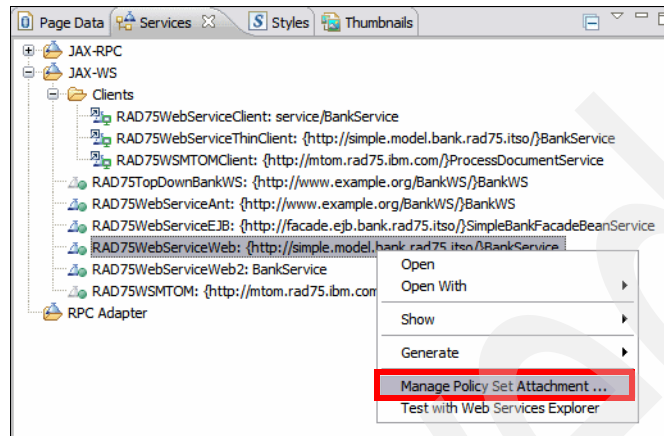 Page Data Services Styles Thumbnails
JAX-RPC
JAX-WS
Clients
RAD75WebServiceClient: service/BankService
RAD75WebServiceThinClient: {http://simple.model.bank.rad75.itso/}BankService
RAD75WSMTOMClient: {http://mtom.rad75.ibm.com/}ProcessDocumentService
RAD75TopDownBankWS: {http://www.example.org/BankWS/}BankWS
RAD75WebServiceAnt: {http://www.example.org/BankWS/}BankWS
RAD75WebServiceEJB: {http://facade.ejb.bank.rad75.itso/}SimpleBankFacadeBeanService
RAD75WebServiceWeb: {http://simple.model.bank.rad75.itso/}BankService
RAD75WebServiceWeb2: BankService
RAD75WSMTOM: {http://mtom.rad75.ibm.com
RPC Adapter
Open
Open With
Show
Generate
Manage Policy Set Attachment ...
Test with Web Services Explorer